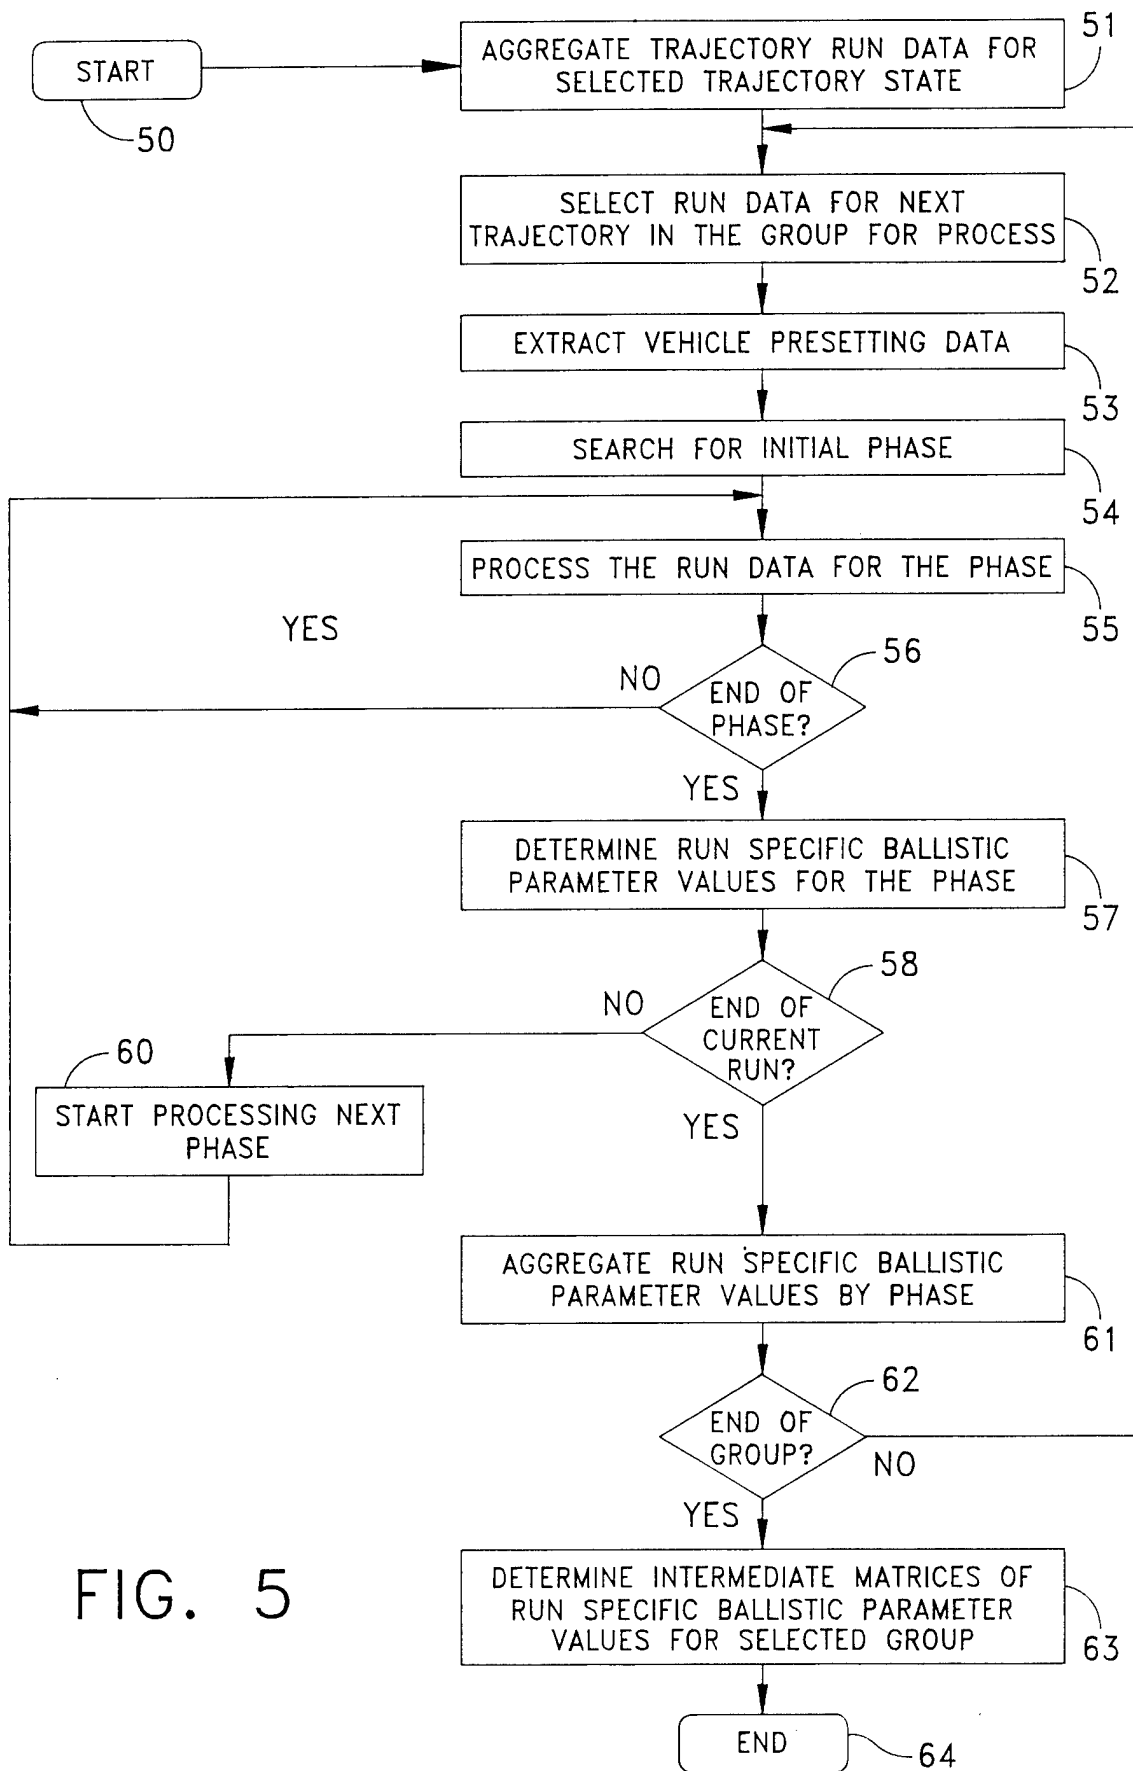 START
50
AGGREGATE TRAJECTORY RUN DATA FOR
SELECTED TRAJECTORY STATE
51
SELECT RUN DATA FOR NEXT
TRAJECTORY IN THE GROUP FOR PROCESS
52
EXTRACT VEHICLE PRESETTING DATA
53
SEARCH FOR INITIAL PHASE
54
PROCESS THE RUN DATA FOR THE PHASE
55
YES
NO
END OF
PHASE?
56
YES
DETERMINE RUN SPECIFIC BALLISTIC
PARAMETER VALUES FOR THE PHASE
57
NO
END OF
CURRENT
RUN?
58
60
START PROCESSING NEXT
PHASE
YES
AGGREGATE RUN SPECIFIC BALLISTIC
PARAMETER VALUES BY PHASE
61
END OF
GROUP?
62
NO
YES
DETERMINE INTERMEDIATE MATRICES OF
RUN SPECIFIC BALLISTIC PARAMETER
VALUES FOR SELECTED GROUP
63
END
64
FIG. 5